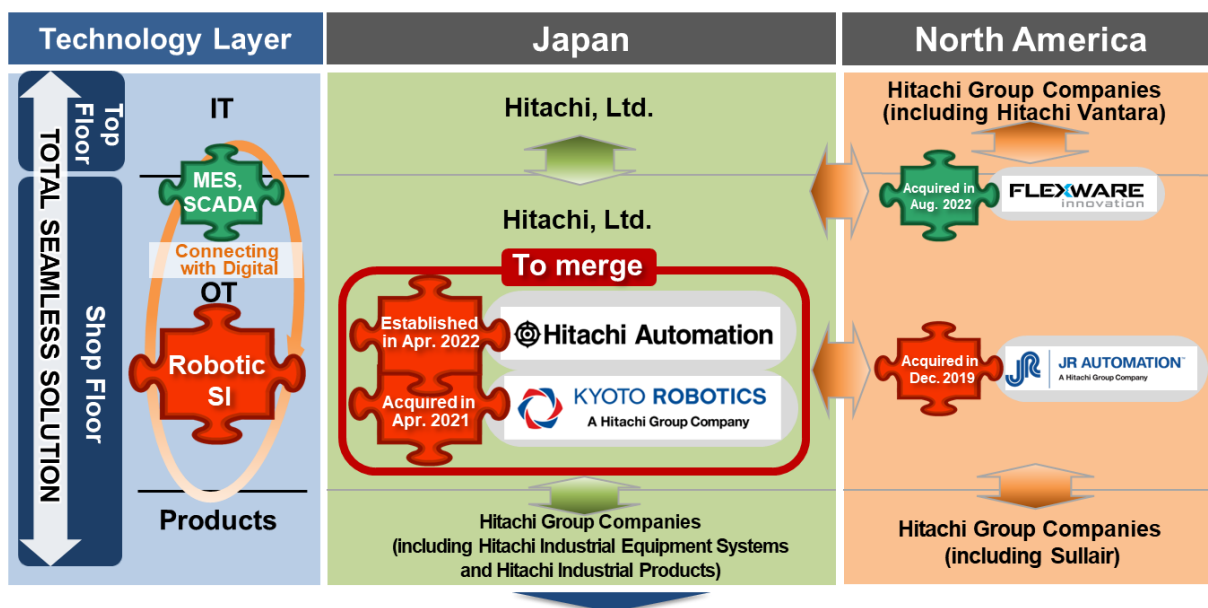 Technology Layer
Japan
North America
TOTAL SEAMLESS SOLUTION
Top
Floor
Shop Floor
IT
MES,
SCADA
Connecting
with Digital
OT
Robotic
SI
Products
Hitachi, Ltd.
Hitachi, Ltd.
To merge
Established
in Apr. 2022
Hitachi Automation
Acquired in
Apr. 2021
KYOTO ROBOTICS
A Hitachi Group Company
Hitachi Group Companies
(including Hitachi Industrial Equipment Systems
and Hitachi Industrial Products)
Hitachi Group Companies
(including Hitachi Vantara)
Acquired in
Aug. 2022
FLEXWARE
innovation
Acquired in
Dec. 2019
JR
JR AUTOMATION™
A Hitachi Group Company
Hitachi Group Companies
(including Sullair)